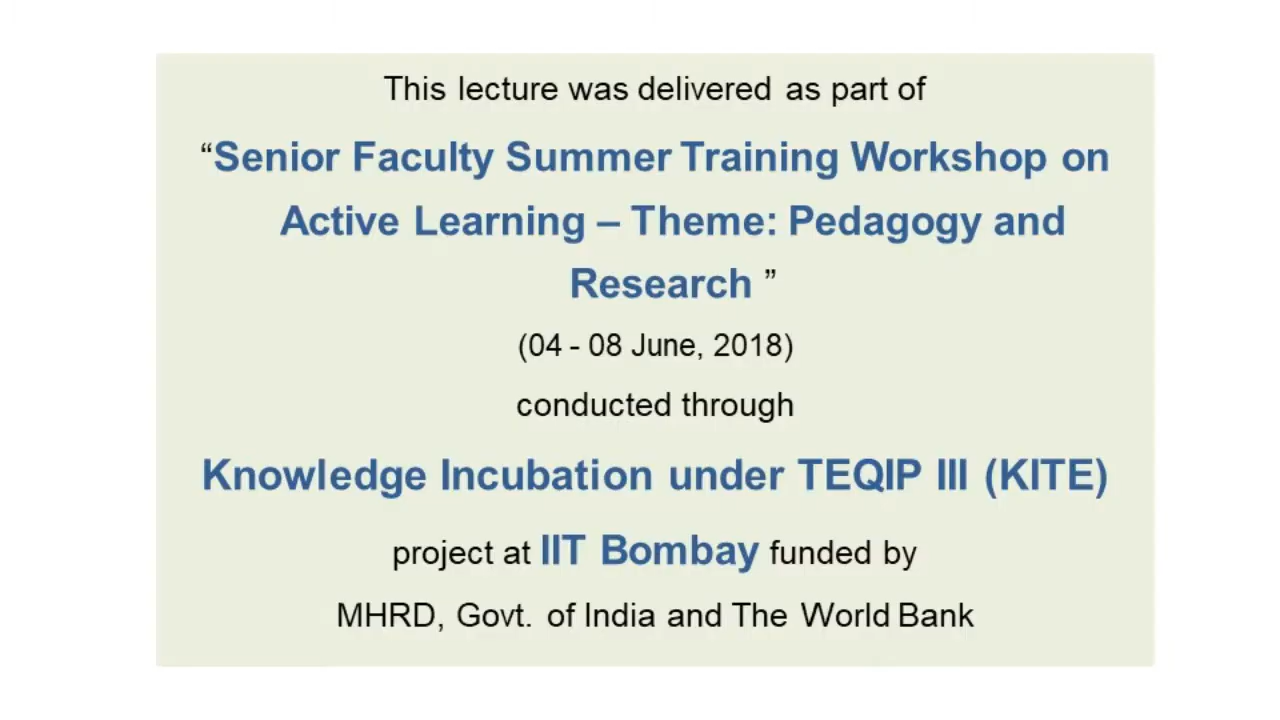 This lecture was delivered as part of
“Senior Faculty Summer Training Workshop on
Active Learning – Theme: Pedagogy and
Research ”
(04 - 08 June, 2018)
conducted through
Knowledge Incubation under TEQIP III (KITE)
project at IIT Bombay funded by
MHRD, Govt. of India and The World Bank